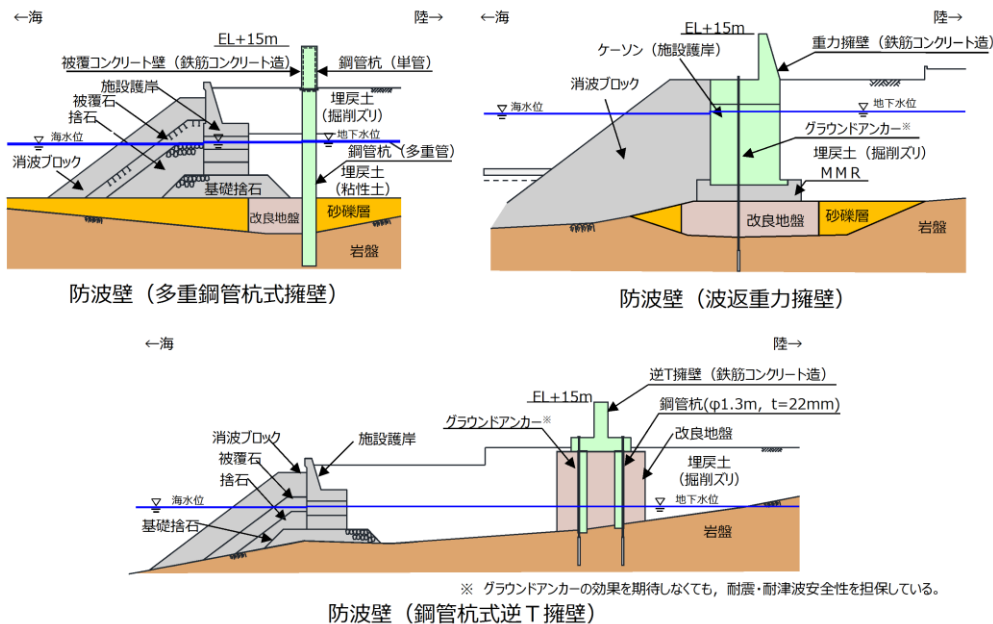 ←海
陸→
EL+15m
被覆コンクリート壁（鉄筋コンクリート造）
鋼管杭（単管）
施設護岸
被覆石
捨石
埋戻土
（掘削ズリ）
海水位
地下水位
消波ブロック
鋼管杭（多重管）
埋戻土
（粘性土）
基礎捨石
改良地盤
砂礫層
岩盤
防波壁（多重鋼管杭式擁壁）
←海
陸→
EL+15m
ケーソン（施設護岸）
重力擁壁（鉄筋コンクリート造）
消波ブロック
海水位
地下水位
グラウンドアンカー※
埋戻土（掘削ズリ）
ＭＭＲ
改良地盤
砂礫層
岩盤
防波壁（波返重力擁壁）
←海
陸→
逆T擁壁（鉄筋コンクリート造）
EL+15m
鋼管杭(φ1.3m，t=22mm)
グラウンドアンカー※
改良地盤
消波ブロック
施設護岸
被覆石
捨石
埋戻土
（掘削ズリ）
海水位
地下水位
基礎捨石
岩盤
※ グラウンドアンカーの効果を期待しなくても，耐震・耐津波安全性を担保している。
防波壁（鋼管杭式逆Ｔ擁壁）